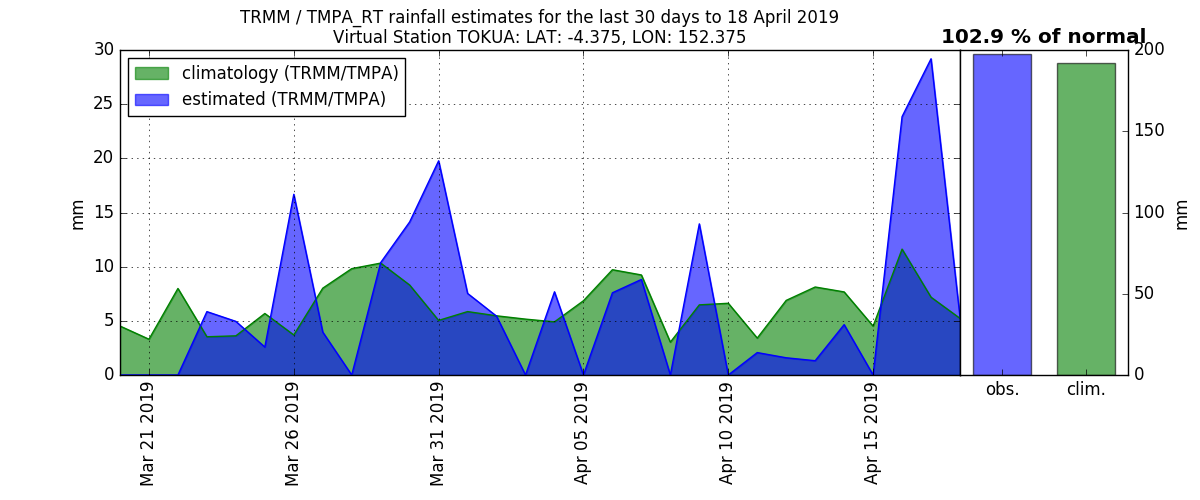 TRMM / TMPA_RT rainfall estimates for the last 30 days to 18 April 2019
Virtual Station TOKUA: LAT: -4.375, LON: 152.375
102.9 % of normal
climatology (TRMM/TMPA)
estimated (TRMM/TMPA)
30
25
20
15
10
5
0
mm
Mar 21 2019
Mar 26 2019
Mar 31 2019
Apr 05 2019
Apr 10 2019
Apr 15 2019
obs.
clim.
200
150
100
50
0
mm